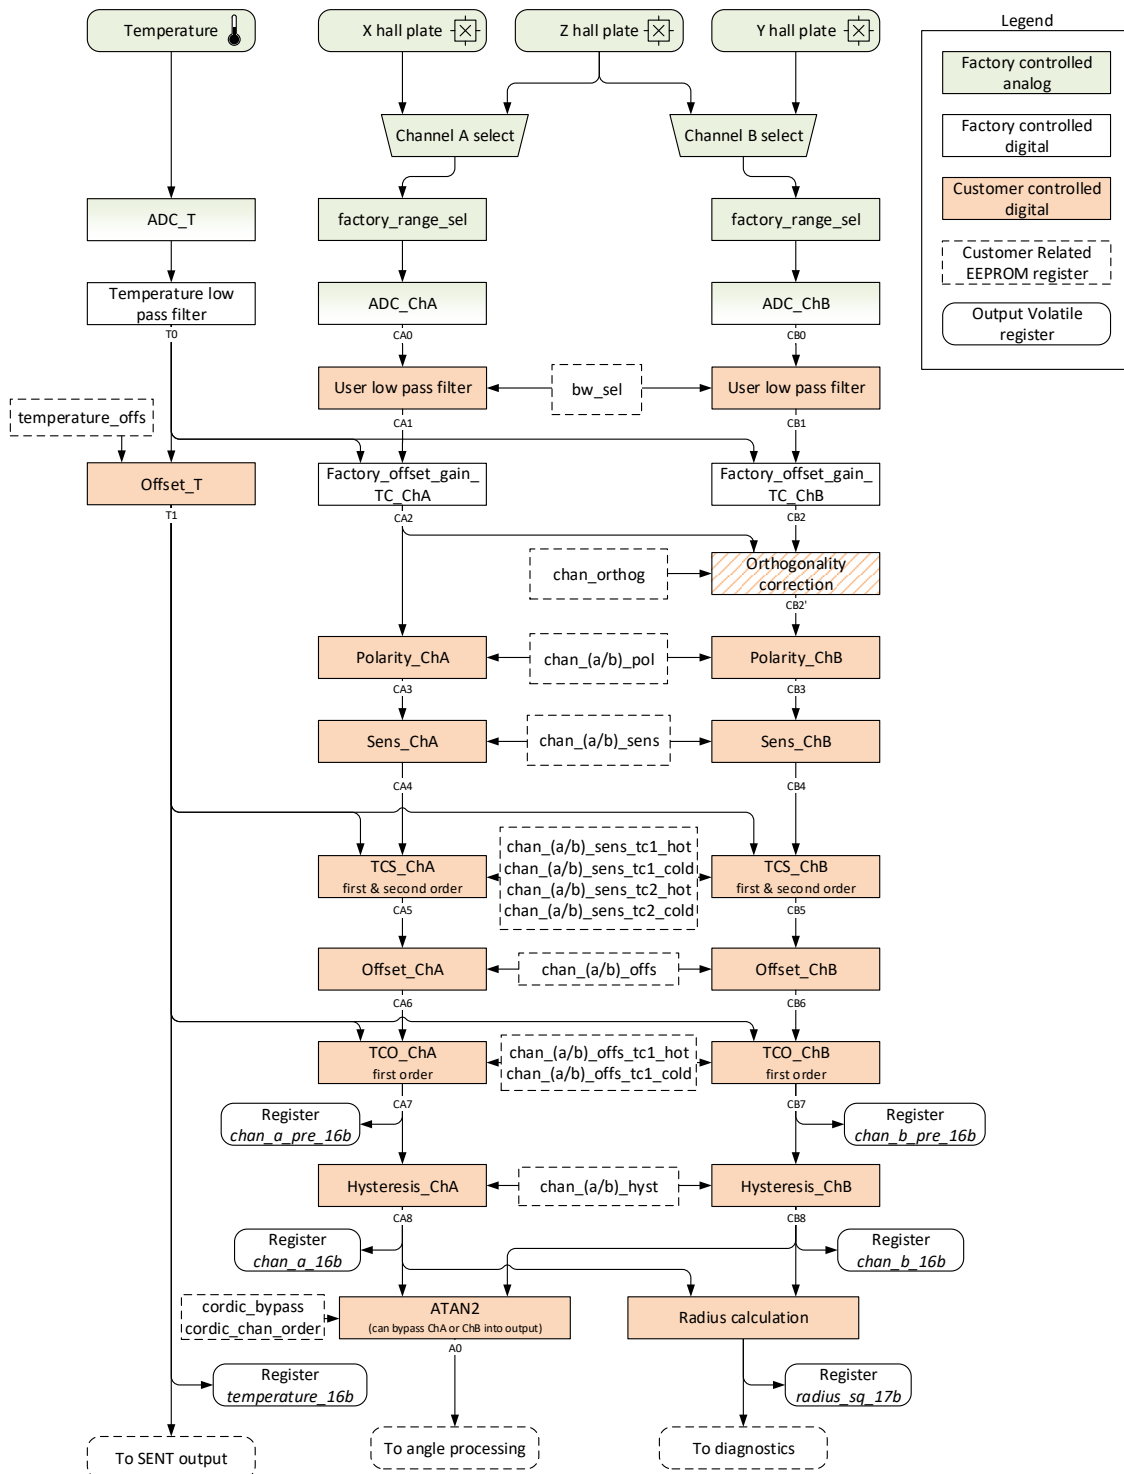 Temperature
X hall plate
Z hall plate
Y hall plate
Legend
Factory controlled
analog
Factory controlled
digital
Customer controlled
digital
Customer Related
EEPROM register
Output Volatile
register
Channel A select
Channel B select
ADC_T
factory_range_sel
factory_range_sel
Temperature low
pass filter
T0
ADC_ChA
CA0
ADC_ChB
CB0
User low pass filter
CA1
bw_sel
User low pass filter
CB1
temperature_offs
Offset_T
T1
Factory_offset_gain_
TC_ChA
CA2
Factory_offset_gain_
TC_ChB
CB2
chan_orthog
Orthogonality
correction
CB2'
Polarity_ChA
CA3
chan_(a/b)_pol
Polarity_ChB
CB3
Sens_ChA
CA4
chan_(a/b)_sens
Sens_ChB
CB4
TCS_ChA
first & second order
CA5
chan_(a/b)_sens_tc1_hot
chan_(a/b)_sens_tc1_cold
chan_(a/b)_sens_tc2_hot
chan_(a/b)_sens_tc2_cold
TCS_ChB
first & second order
CB5
Offset_ChA
CA6
chan_(a/b)_offs
Offset_ChB
CB6
TCO_ChA
first order
CA7
chan_(a/b)_offs_tc1_hot
chan_(a/b)_offs_tc1_cold
TCO_ChB
first order
CB7
Register
chan_a_pre_16b
Register
chan_b_pre_16b
Hysteresis_ChA
CA8
chan_(a/b)_hyst
Hysteresis_ChB
CB8
Register
chan_a_16b
Register
chan_b_16b
cordic_bypass
cordic_chan_order
ATAN2
(can bypass ChA or ChB into output)
A0
Radius calculation
Register
temperature_16b
Register
radius_sq_17b
To SENT output
To angle processing
To diagnostics